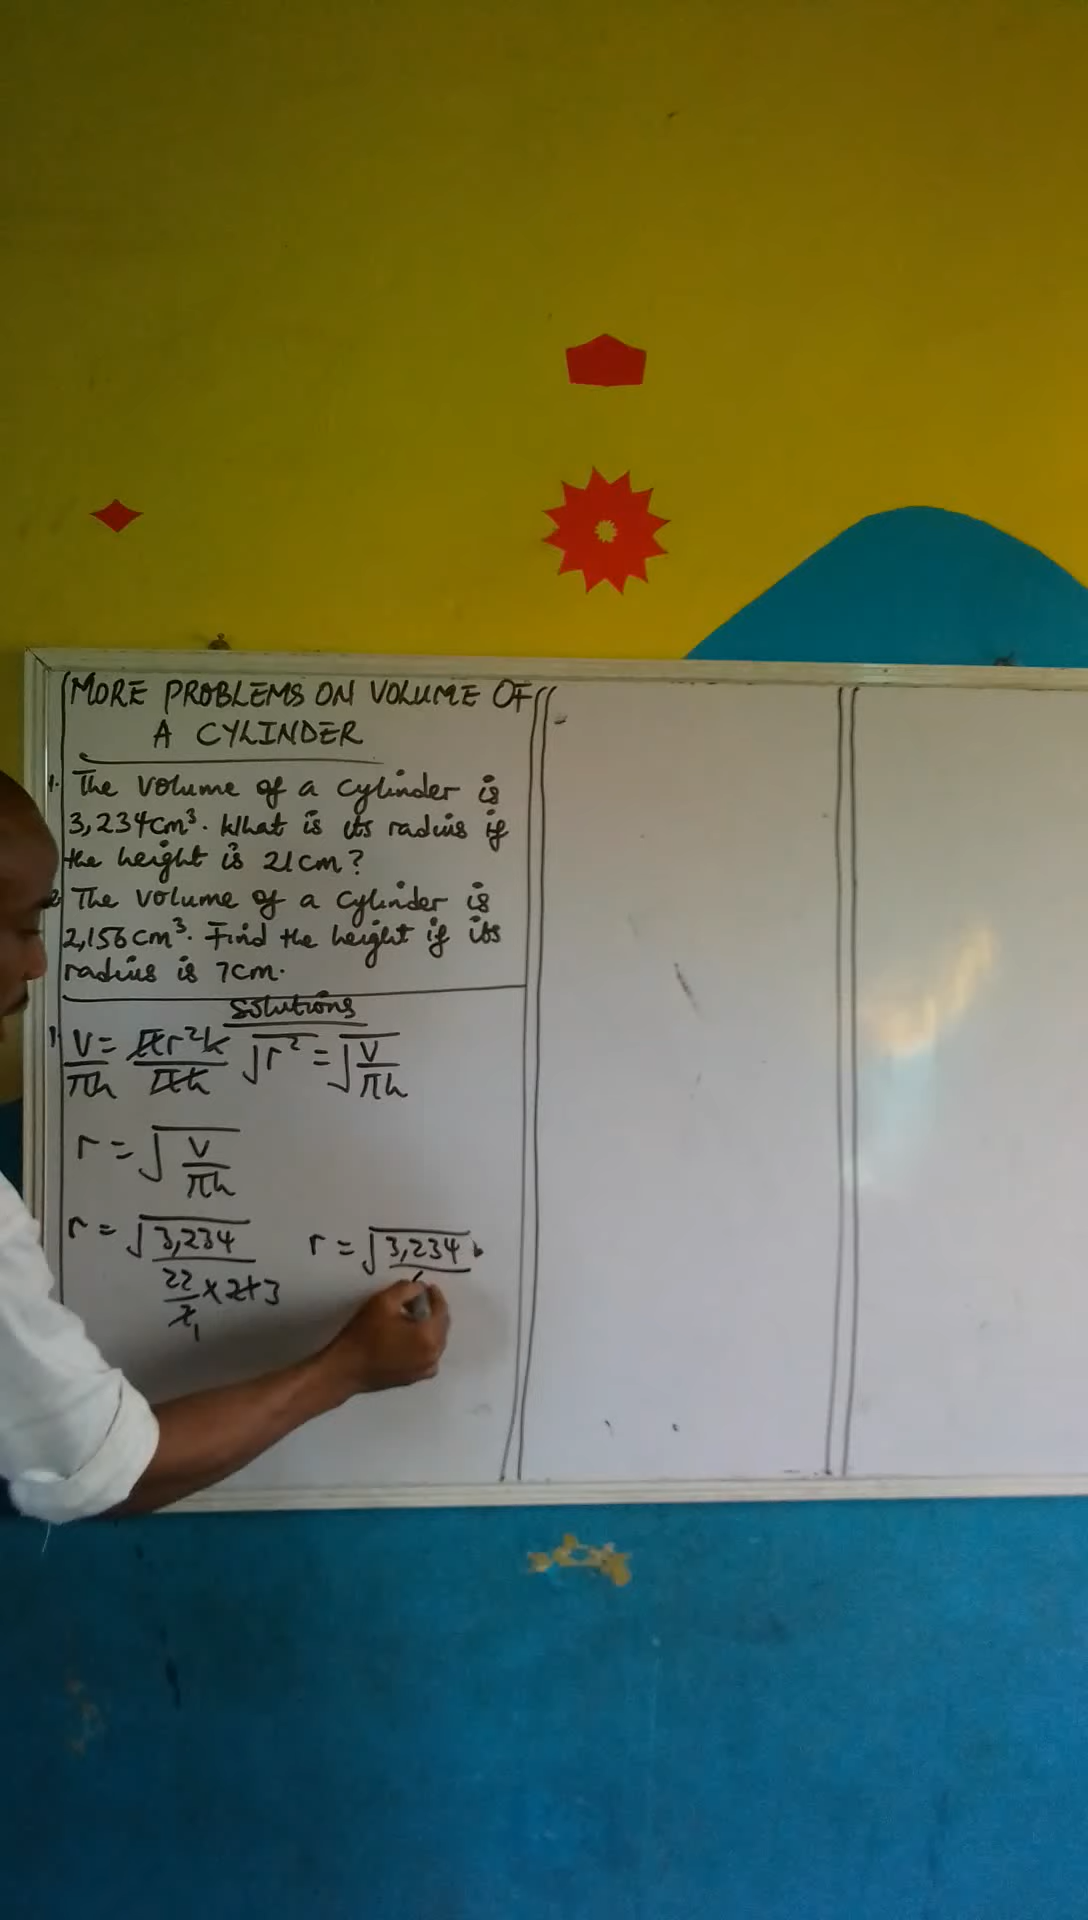 MORE PROBLEMS ON VOLUME OF
A CYLINDER
1. The volume of a cylinder is
3,234cm³. What is its radius if
the height is 21cm?
2 The volume of a cylinder is
2,156cm³. Find the height if its
radius is 7cm.
Solutions
1. V/πh = πr²h/πh √r² = √V/πh
r = √V/πh
r = √3,234 / 22/7₁ × 21 3
r = √3,234